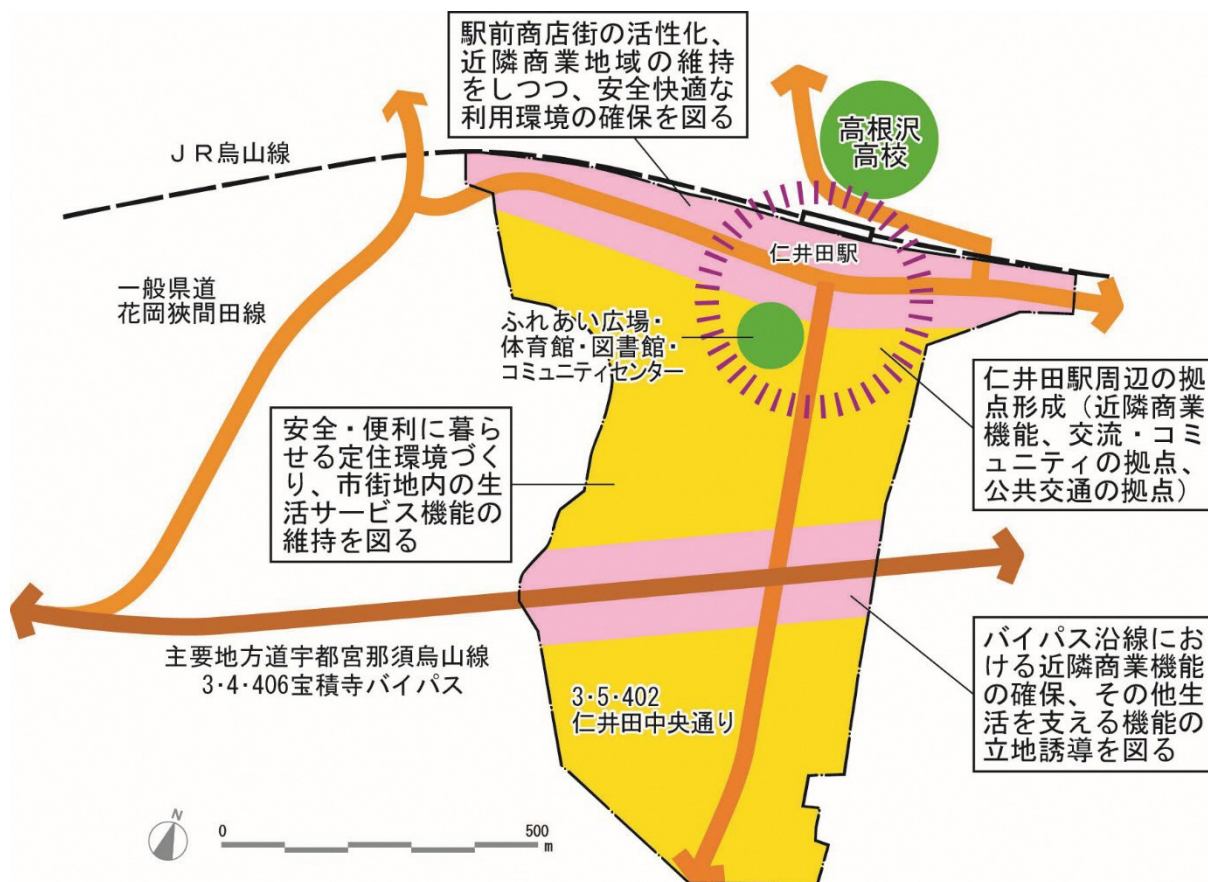 駅前商店街の活性化、
近隣商業地域の維持
をしつつ、安全快適な
利用環境の確保を図る
高根沢
高校
ＪＲ烏山線
仁井田駅
一般県道
花岡狭間田線
ふれあい広場・
体育館・図書館・
コミュニティセンター
仁井田駅周辺の拠
点形成（近隣商業
機能、交流・コミ
ュニティの拠点、
公共交通の拠点）
安全・便利に暮ら
せる定住環境づく
り、市街地内の生
活サービス機能の
維持を図る
主要地方道宇都宮那須烏山線
3・4・406宝積寺バイパス
3・5・402
仁井田中央通り
バイパス沿線にお
ける近隣商業機能
の確保、その他生
活を支える機能の
立地誘導を図る
N
0 500
m